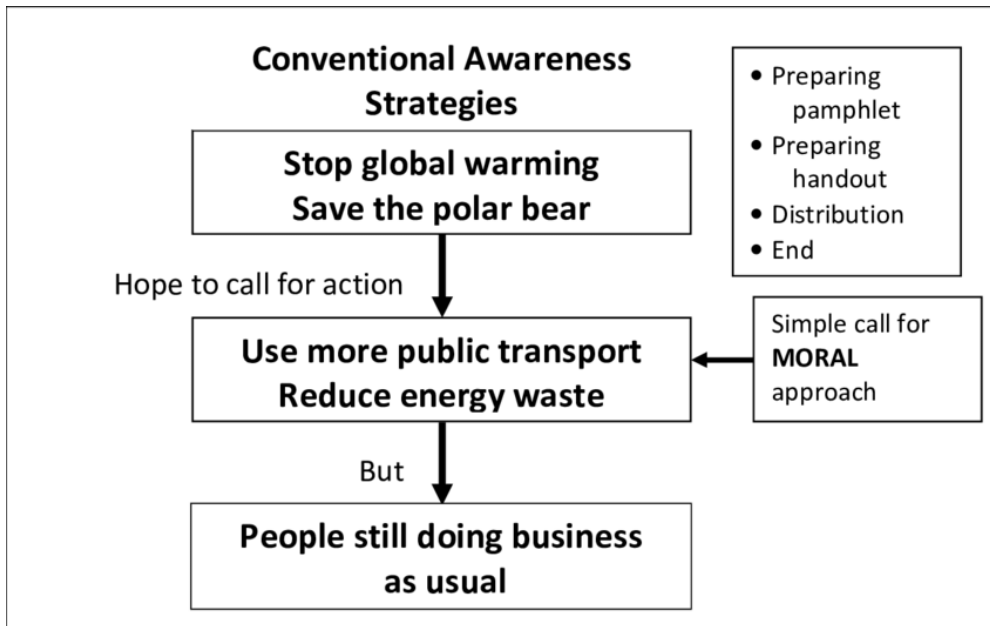 Conventional Awareness
Strategies
• Preparing
pamphlet
• Preparing
handout
• Distribution
• End
Stop global warming
Save the polar bear
Hope to call for action
Use more public transport
Reduce energy waste
Simple call for
MORAL
approach
But
People still doing business
as usual